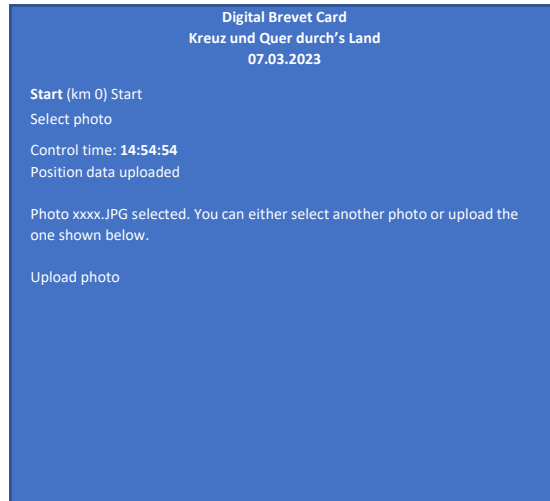 Digital Brevet Card
Kreuz und Quer durch’s Land
07.03.2023
Start (km 0) Start
Select photo
Control time: 14:54:54
Position data uploaded
Photo xxxx.JPG selected. You can either select another photo or upload the
one shown below.
Upload photo